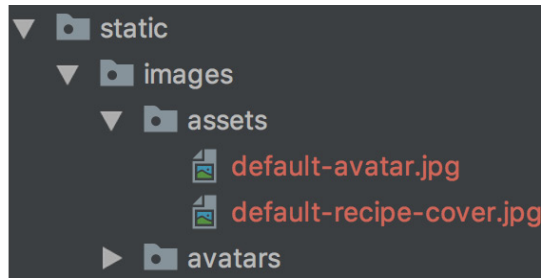 static
images
assets
default-avatar.jpg
default-recipe-cover.jpg
avatars